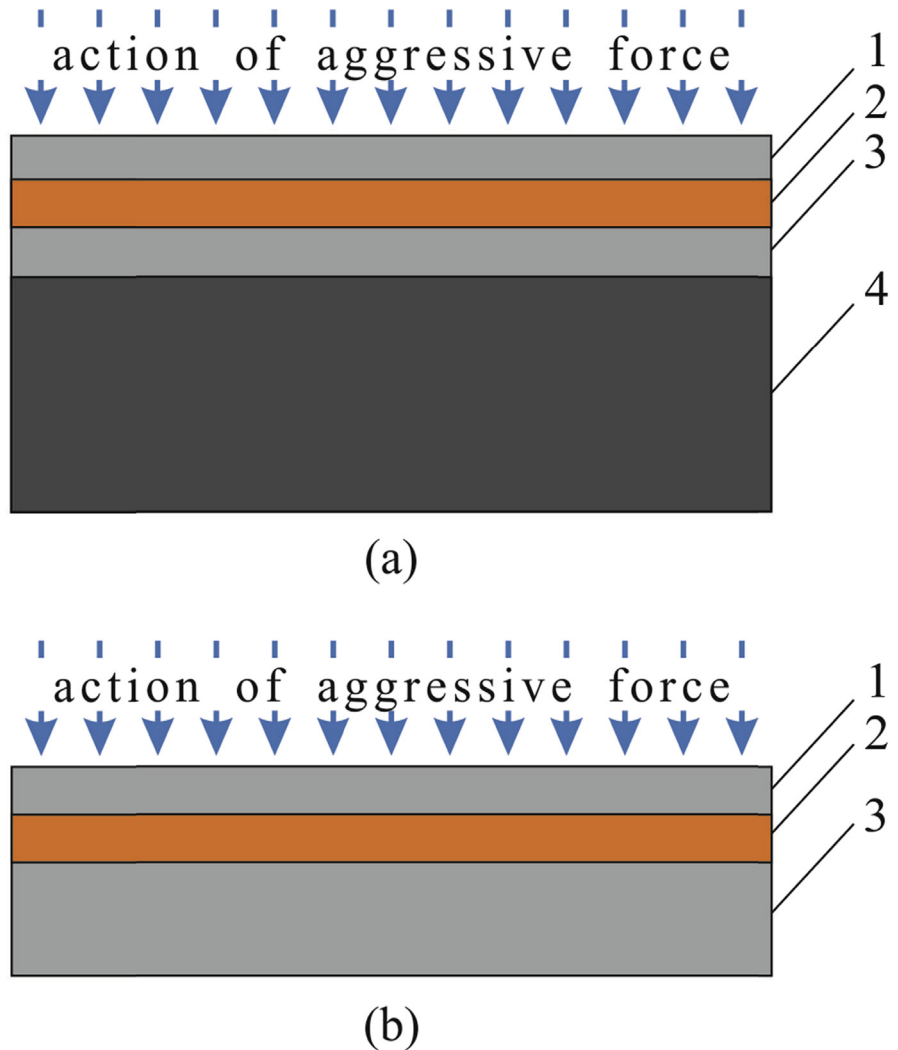 action of aggressive force
1
2
3
4
(a)
action of aggressive force
1
2
3
(b)